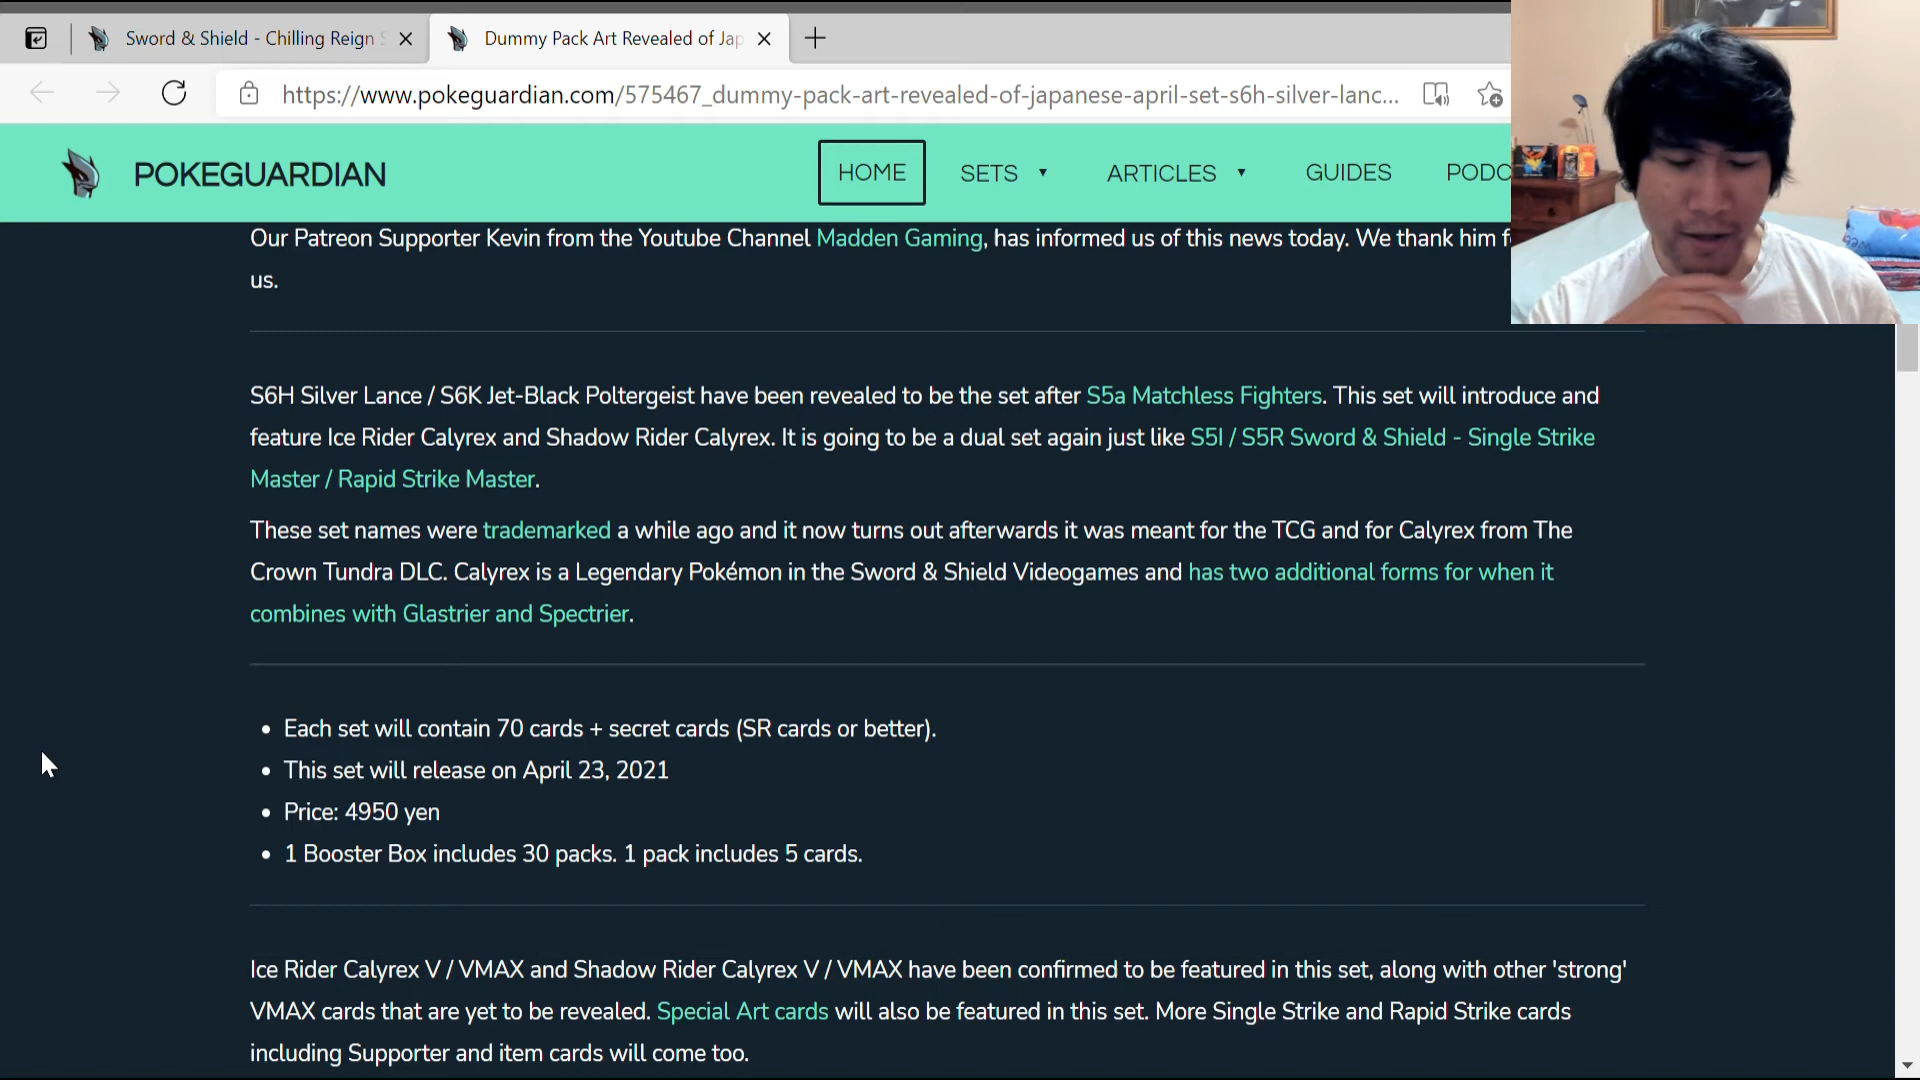 Sword & Shield - Chilling Reign
Dummy Pack Art Revealed of Jap
https://www.pokeguardian.com/575467_dummy-pack-art-revealed-of-japanese-april-set-s6h-silver-lanc...
POKEGUARDIAN
HOME
SETS
ARTICLES
GUIDES
PODC
Our Patreon Supporter Kevin from the Youtube Channel Madden Gaming, has informed us of this news today. We thank him f
us.
S6H Silver Lance / S6K Jet-Black Poltergeist have been revealed to be the set after S5a Matchless Fighters. This set will introduce and
feature Ice Rider Calyrex and Shadow Rider Calyrex. It is going to be a dual set again just like S5I / S5R Sword & Shield - Single Strike
Master / Rapid Strike Master.
These set names were trademarked a while ago and it now turns out afterwards it was meant for the TCG and for Calyrex from The
Crown Tundra DLC. Calyrex is a Legendary Pokémon in the Sword & Shield Videogames and has two additional forms for when it
combines with Glastrier and Spectrier.
• Each set will contain 70 cards + secret cards (SR cards or better).
• This set will release on April 23, 2021
• Price: 4950 yen
• 1 Booster Box includes 30 packs. 1 pack includes 5 cards.
Ice Rider Calyrex V / VMAX and Shadow Rider Calyrex V / VMAX have been confirmed to be featured in this set, along with other 'strong'
VMAX cards that are yet to be revealed. Special Art cards will also be featured in this set. More Single Strike and Rapid Strike cards
including Supporter and item cards will come too.